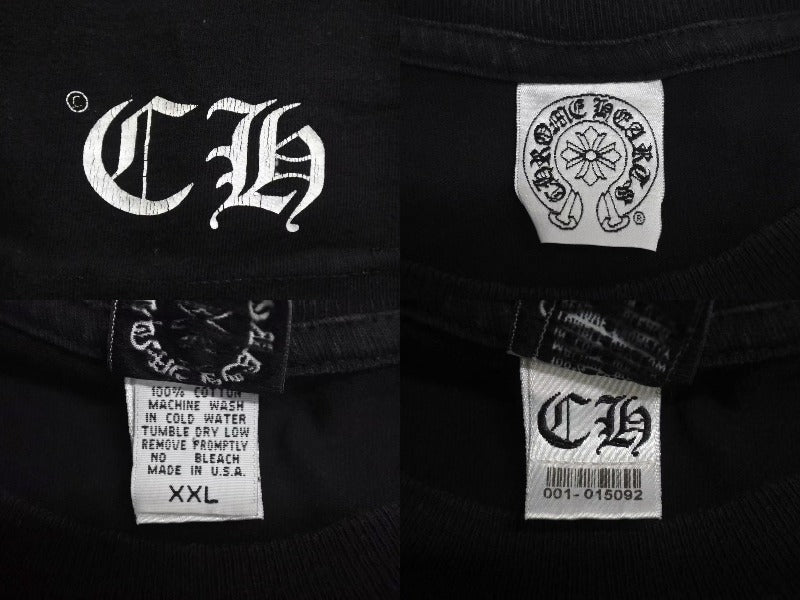 © CH
CHROME HEARTS
®
100% COTTON
MACHINE WASH
IN COLD WATER
TUMBLE DRY LOW
REMOVE PROMPTLY
NO BLEACH
MADE IN U.S.A.
XXL
CH
001-015092